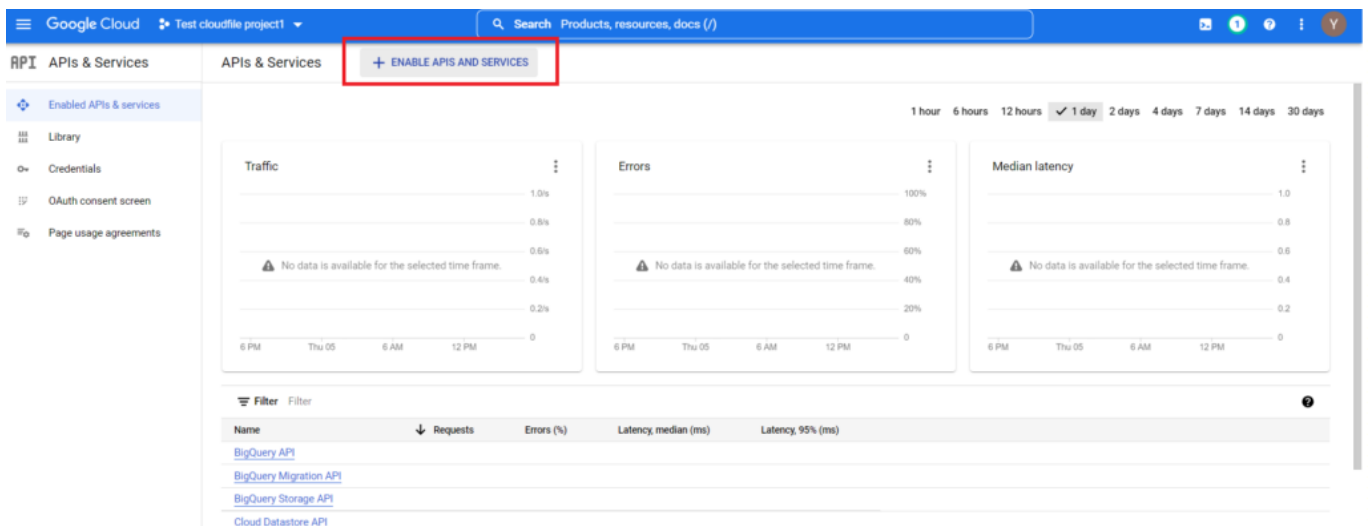 Google Cloud Test cloudfile project1 Search Products, resources, docs (/) 1 ? Y
API APIs & Services
APIs & Services + ENABLE APIS AND SERVICES
Enabled APIs & services
Library
Credentials
OAuth consent screen
Page usage agreements
1 hour 6 hours 12 hours 1 day 2 days 4 days 7 days 14 days 30 days
Traffic
1.0/s
0.8/s
0.6/s
No data is available for the selected time frame.
0.4/s
0.2/s
0
6 PM Thu 05 6 AM 12 PM
Errors
100%
80%
60%
No data is available for the selected time frame.
40%
20%
0
6 PM Thu 05 6 AM 12 PM
Median latency
1.0
0.8
0.6
No data is available for the selected time frame.
0.4
0.2
0
6 PM Thu 05 6 AM 12 PM
Filter Filter ?
Name Requests Errors (%) Latency, median (ms) Latency, 95% (ms)
BigQuery API
BigQuery Migration API
BigQuery Storage API
Cloud Datastore API